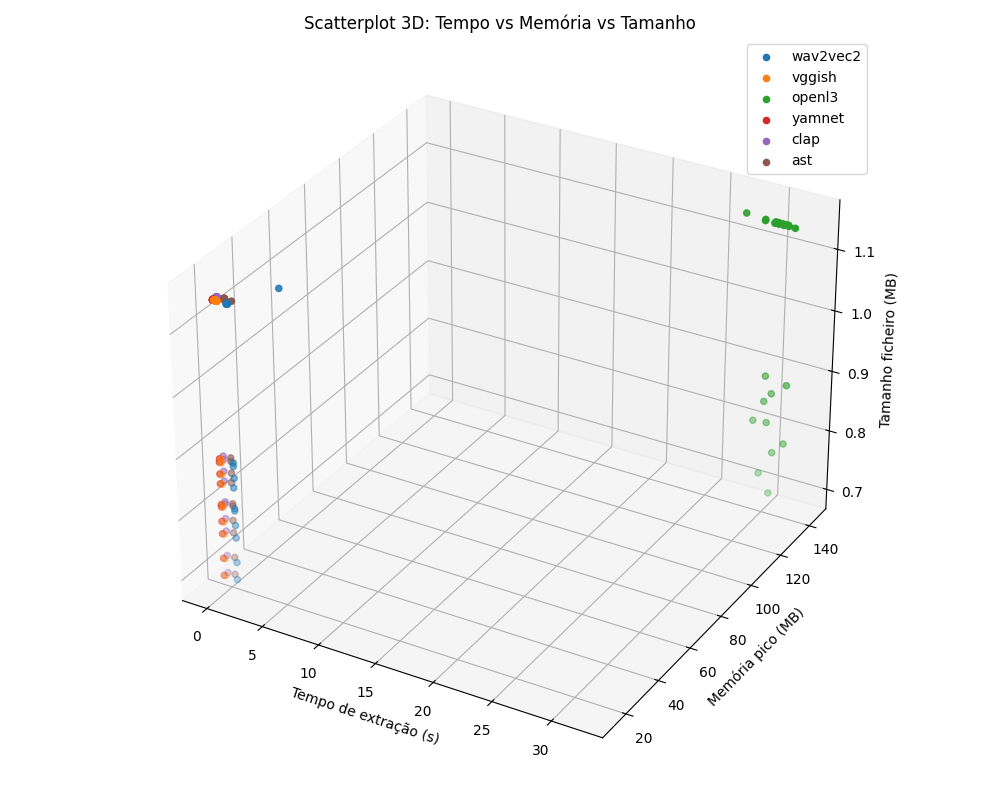 Scatterplot 3D: Tempo vs Memória vs Tamanho
wav2vec2
vggish
openl3
yamnet
clap
ast
1.1
1.0
0.9
0.8
0.7
Tamanho ficheiro (MB)
140
120
100
80
60
40
20
Memória pico (MB)
0
5
10
15
20
25
30
Tempo de extração (s)